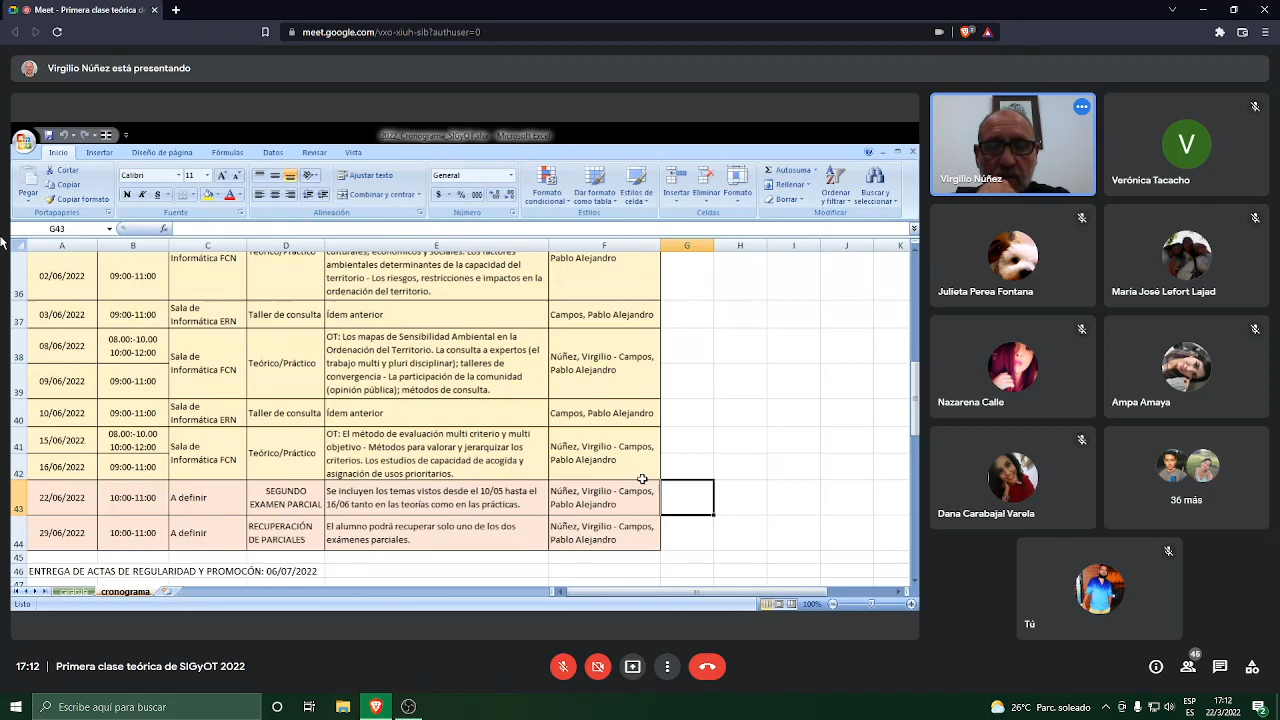 Meet - Primera clase teórica de
meet.google.com/vxo-xiuh-sib?authuser=0
Virgilio Núñez está presentando
2022_Cronograma_SIGyOT.xlsx - Microsoft Excel
Inicio Insertar Diseño de página Fórmulas Datos Revisar Vista
Cortar
Copiar
Copiar formato
Pegar
Portapapeles
Calibri 11
N K S
Fuente
Ajustar texto
Combinar y centrar
Alineación
General
$ % 000
Número
Formato condicional
Dar formato como tabla
Estilos de celda
Estilos
Insertar Eliminar Formato
Celdas
Autosuma
Rellenar
Borrar
Ordenar y filtrar
Buscar y seleccionar
Modificar
G43
A B C D E F G H I J K
36 02/06/2022 09:00-11:00 Informática FCN Teórico/Práctico culturales, económicos y sociales. Los factores
ambientales determinantes de la capacidad del
territorio - Los riesgos, restricciones e impactos en la
ordenación del territorio.
Pablo Alejandro
37 03/06/2022 09:00-11:00 Sala de
Informática ERN
Taller de consulta Ídem anterior Campos, Pablo Alejandro
38 08/06/2022 08.00:-10.00
10:00-12:00
39 09/06/2022 09:00-11:00
Sala de
Informática FCN
Teórico/Práctico
OT: Los mapas de Sensibilidad Ambiental en la
Ordenación del Territorio. La consulta a expertos (el
trabajo multi y pluri disciplinar); talleres de
convergencia - La participación de la comunidad
(opinión pública); métodos de consulta.
Núñez, Virgilio - Campos,
Pablo Alejandro
40 10/06/2022 09:00-11:00 Sala de
Informática ERN
Taller de consulta Ídem anterior Campos, Pablo Alejandro
41 15/06/2022 08.00:-10.00
10:00-12:00
42 16/06/2022 09:00-11:00
Sala de
Informática FCN
Teórico/Práctico
OT: El método de evaluación multi criterio y multi
objetivo - Métodos para valorar y jerarquizar los
criterios. Los estudios de capacidad de acogida y
asignación de usos prioritarios.
Núñez, Virgilio - Campos,
Pablo Alejandro
43 22/06/2022 10:00-11:00 A definir SEGUNDO
EXAMEN PARCIAL
Se incluyen los temas vistos desde el 10/05 hasta el
16/06 tanto en las teorías como en las prácticas.
Núñez, Virgilio - Campos,
Pablo Alejandro
44 29/06/2022 10:00-11:00 A definir RECUPERACIÓN
DE PARCIALES
El alumno podrá recuperar solo uno de los dos
exámenes parciales.
Núñez, Virgilio - Campos,
Pablo Alejandro
45
46 ENTREGA DE ACTAS DE REGULARIDAD Y PROMOCÓN: 06/07/2022
47
cronograma
Listo
100%
Virgilio Núñez
V
Verónica Tacacho
Julieta Perea Fontana
María José Lefort Lajad
Nazarena Calle
Ampa Amaya
Dana Carabajal Varela
36 más
Tú
17:12 Primera clase teórica de SIGyOT 2022
45
Escribe aquí para buscar
26°C Parc. soleado
ESP
17:12
22/3/2022
2